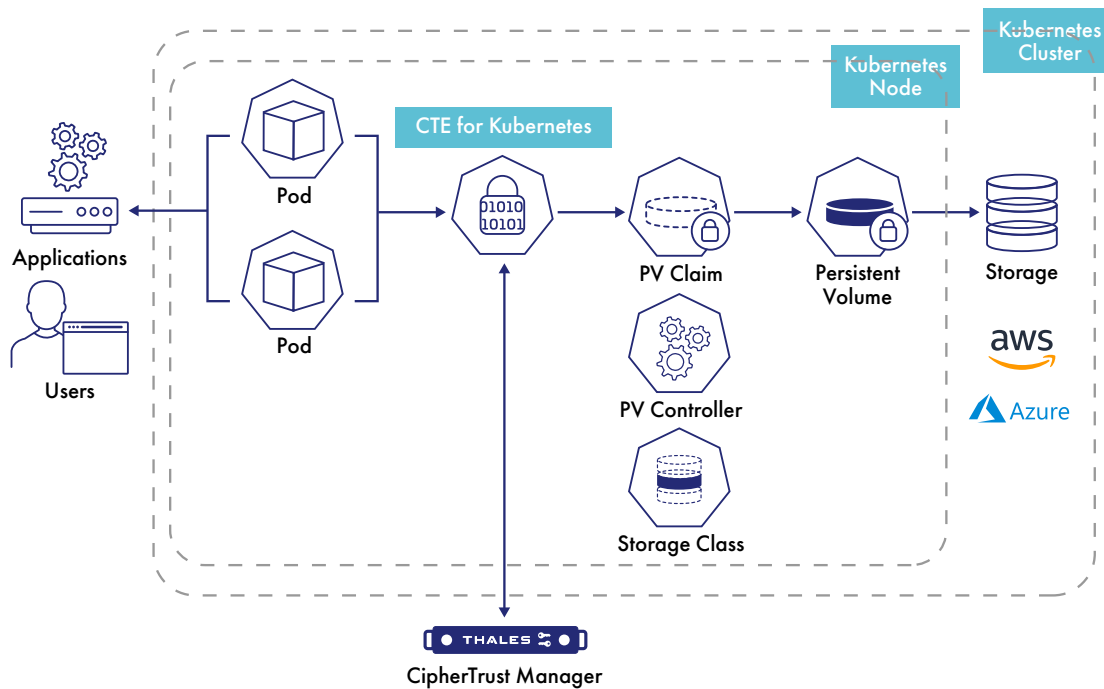 Kubernetes
Cluster
Kubernetes
Node
CTE for Kubernetes
Pod
01010
10101
Applications
PV Claim
Persistent
Volume
Storage
Pod
Users
aws
PV Controller
Azure
Storage Class
THALES
CipherTrust Manager